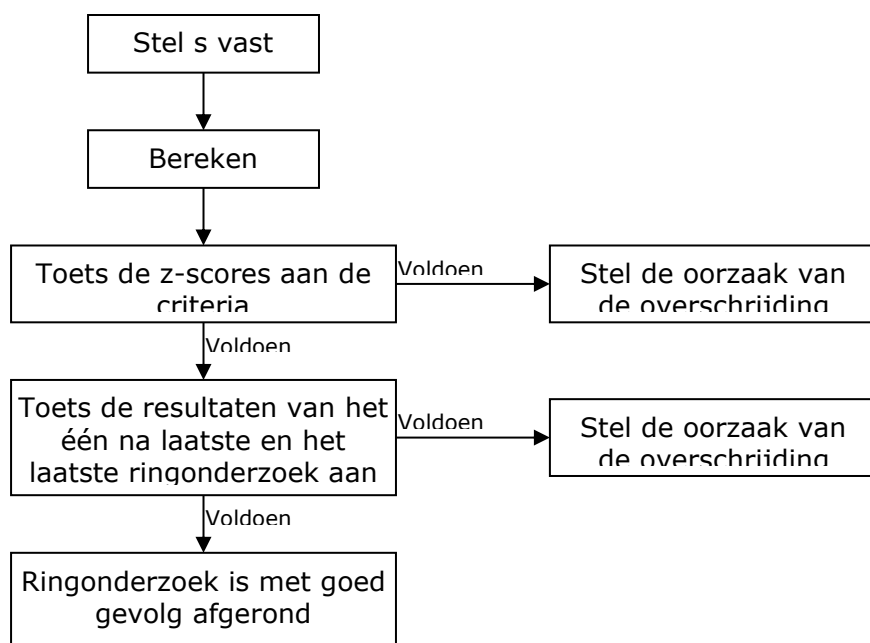 Stel s vast
Bereken
Toets de z-scores aan de
criteria
Voldoen
Stel de oorzaak van
de overschrijding
Voldoen
Toets de resultaten van het
één na laatste en het
laatste ringonderzoek aan
Voldoen
Stel de oorzaak van
de overschrijding
Voldoen
Ringonderzoek is met goed
gevolg afgerond